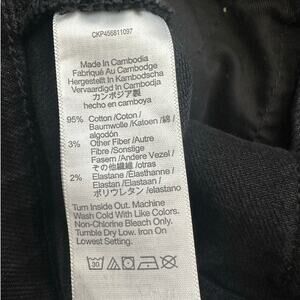 CKP456811097
Made In Cambodia
Fabriqué Au Cambodge
Hergestellt In Kambodscha
Vervaardigd In Cambodja
カンボジア製
hecho en camboya
95% Cotton /Coton /
Baumwolle /Katoen /綿 /
algodón
3% Other Fiber /Autre
Fibre /Sonstige
Fasern /Andere Vezel /
その他繊維 /otras
2% Elastane /Elasthanne /
Elastan /Elastaan /
ポリウレタン /elastano
Turn Inside Out. Machine
Wash Cold With Like Colors.
Non-Chlorine Bleach Only.
Tumble Dry Low. Iron On
Lowest Setting.
30